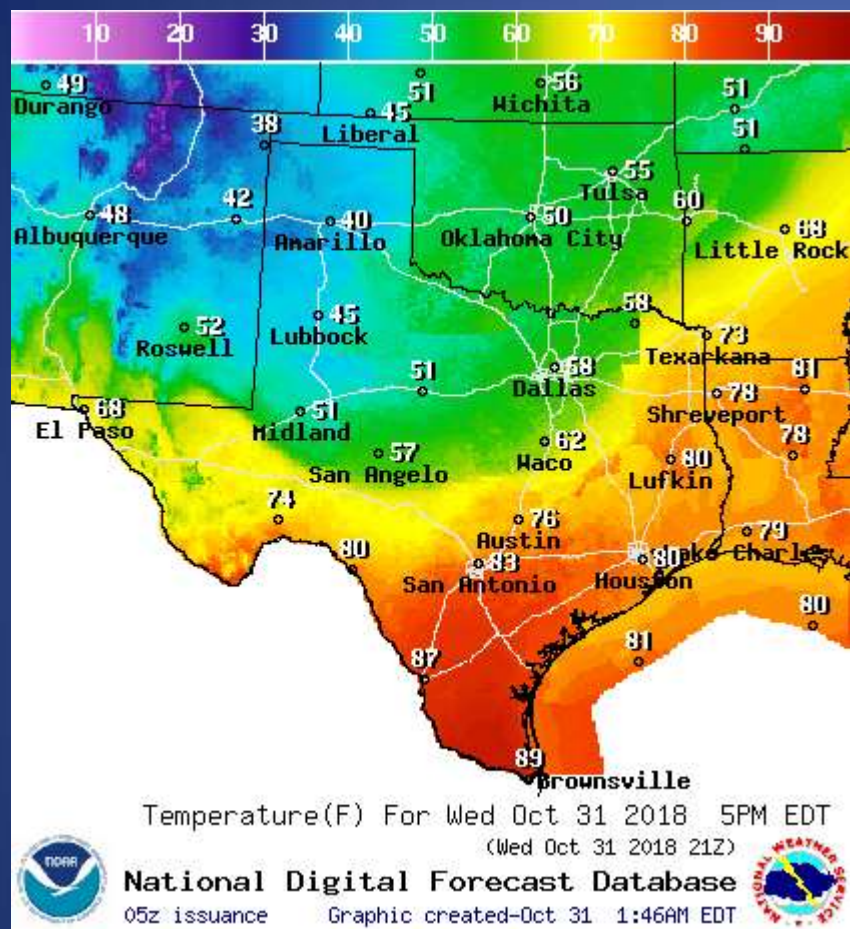 10 20 30 40 50 60 70 80 90
49
Durango
51
56
Wichita
51
45
Liberal
38
51
55
Tulsa
48
Albuquerque
42
40
Amarillo
50
Oklahoma City
60
Little Rock
52
Roswell
45
Lubbock
58
73
Texarkana
58
Dallas
68
El Paso
51
Midland
51
78
Shreveport
81
57
San Angelo
62
Waco
80
Lufkin
78
74
76
Austin
79
80
83
San Antonio
80
Houston
87
81
80
89
Brownsville
Temperature(F) For Wed Oct 31 2018 5PM EDT
(Wed Oct 31 2018 21Z)
NOAA
National Digital Forecast Database
NATIONAL WEATHER SERVICE
05z issuance Graphic created-Oct 31 1:46AM EDT